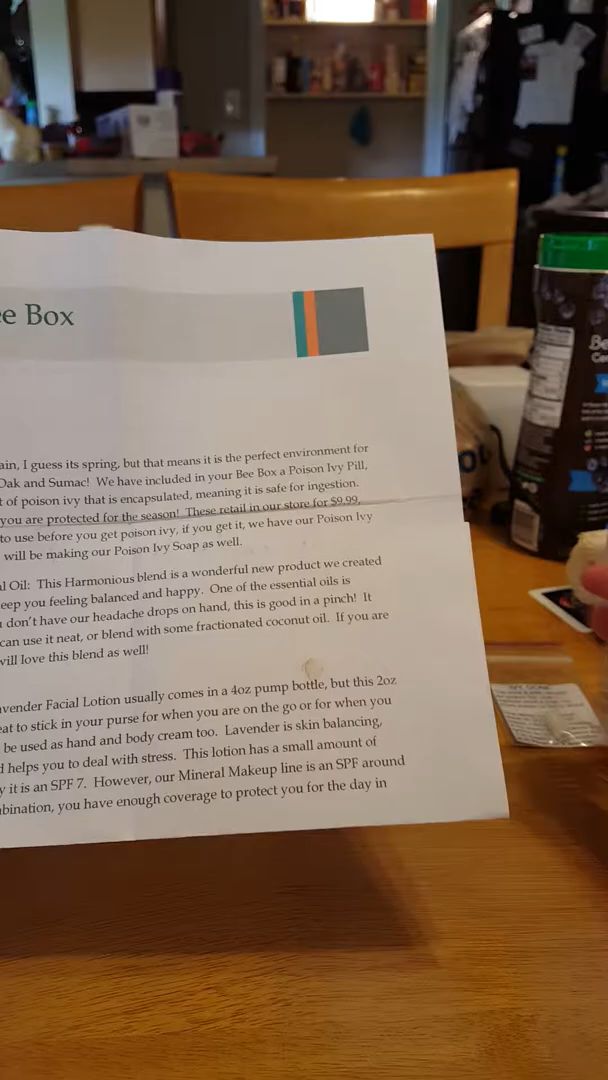 ee Box
ain, I guess its spring, but that means it is the perfect environment for
Oak and Sumac! We have included in your Bee Box a Poison Ivy Pill,
t of poison ivy that is encapsulated, meaning it is safe for ingestion.
you are protected for the season! These retail in our store for $9.99,
to use before you get poison ivy, if you get it, we have our Poison Ivy
will be making our Poison Ivy Soap as well.
al Oil: This Harmonious blend is a wonderful new product we created
eep you feeling balanced and happy. One of the essential oils is
u don't have our headache drops on hand, this is good in a pinch! It
can use it neat, or blend with some fractionated coconut oil. If you are
will love this blend as well!
avender Facial Lotion usually comes in a 4oz pump bottle, but this 2oz
eat to stick in your purse for when you are on the go or for when you
be used as hand and body cream too. Lavender is skin balancing,
d helps you to deal with stress. This lotion has a small amount of
y it is an SPF 7. However, our Mineral Makeup line is an SPF around
mbination, you have enough coverage to protect you for the day in
Be